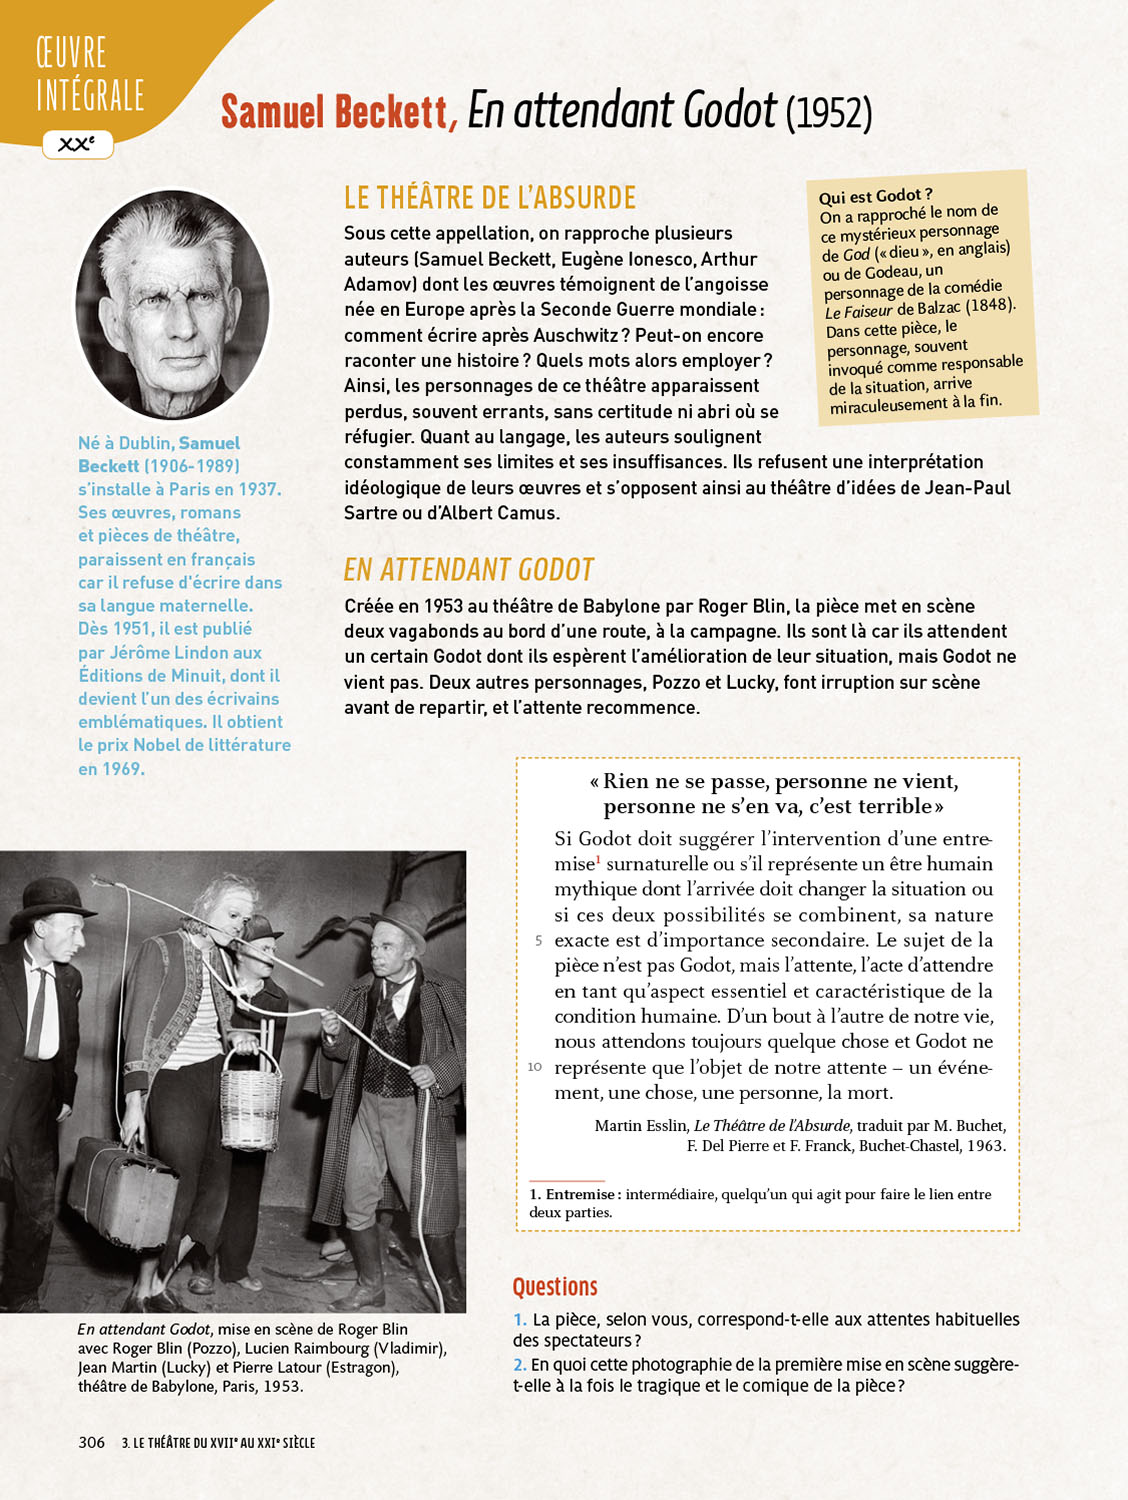 ŒUVRE
INTÉGRALE
XXe
Samuel Beckett, En attendant Godot (1952)
LE THÉÂTRE DE L’ABSURDE
Sous cette appellation, on rapproche plusieurs
auteurs (Samuel Beckett, Eugène Ionesco, Arthur
Adamov) dont les œuvres témoignent de l’angoisse
née en Europe après la Seconde Guerre mondiale :
comment écrire après Auschwitz ? Peut-on encore
raconter une histoire ? Quels mots alors employer ?
Ainsi, les personnages de ce théâtre apparaissent
perdus, souvent errants, sans certitude ni abri où se
réfugier. Quant au langage, les auteurs soulignent
constamment ses limites et ses insuffisances. Ils refusent une interprétation
idéologique de leurs œuvres et s’opposent ainsi au théâtre d’idées de Jean-Paul
Sartre ou d’Albert Camus.
Qui est Godot ?
On a rapproché le nom de
ce mystérieux personnage
de God (« dieu », en anglais)
ou de Godeau, un
personnage de la comédie
Le Faiseur de Balzac (1848).
Dans cette pièce, le
personnage, souvent
invoqué comme responsable
de la situation, arrive
miraculeusement à la fin.
Né à Dublin, Samuel
Beckett (1906-1989)
s’installe à Paris en 1937.
Ses œuvres, romans
et pièces de théâtre,
paraissent en français
car il refuse d'écrire dans
sa langue maternelle.
Dès 1951, il est publié
par Jérôme Lindon aux
Éditions de Minuit, dont il
devient l’un des écrivains
emblématiques. Il obtient
le prix Nobel de littérature
en 1969.
EN ATTENDANT GODOT
Créée en 1953 au théâtre de Babylone par Roger Blin, la pièce met en scène
deux vagabonds au bord d’une route, à la campagne. Ils sont là car ils attendent
un certain Godot dont ils espèrent l’amélioration de leur situation, mais Godot ne
vient pas. Deux autres personnages, Pozzo et Lucky, font irruption sur scène
avant de repartir, et l’attente recommence.
« Rien ne se passe, personne ne vient,
personne ne s’en va, c’est terrible »
Si Godot doit suggérer l’intervention d’une entre-
mise1 surnaturelle ou s’il représente un être humain
mythique dont l’arrivée doit changer la situation ou
si ces deux possibilités se combinent, sa nature
5 exacte est d’importance secondaire. Le sujet de la
pièce n’est pas Godot, mais l’attente, l’acte d’attendre
en tant qu’aspect essentiel et caractéristique de la
condition humaine. D’un bout à l’autre de notre vie,
nous attendons toujours quelque chose et Godot ne
10 représente que l’objet de notre attente – un événe-
ment, une chose, une personne, la mort.
Martin Esslin, Le Théâtre de l’Absurde, traduit par M. Buchet,
F. Del Pierre et F. Franck, Buchet-Chastel, 1963.
1. Entremise : intermédiaire, quelqu’un qui agit pour faire le lien entre
deux parties.
En attendant Godot, mise en scène de Roger Blin
avec Roger Blin (Pozzo), Lucien Raimbourg (Vladimir),
Jean Martin (Lucky) et Pierre Latour (Estragon),
théâtre de Babylone, Paris, 1953.
Questions
1. La pièce, selon vous, correspond-t-elle aux attentes habituelles
des spectateurs ?
2. En quoi cette photographie de la première mise en scène suggère-
t-elle à la fois le tragique et le comique de la pièce ?
306 3. LE THÉÂTRE DU XVIIe AU XXIe SIÈCLE